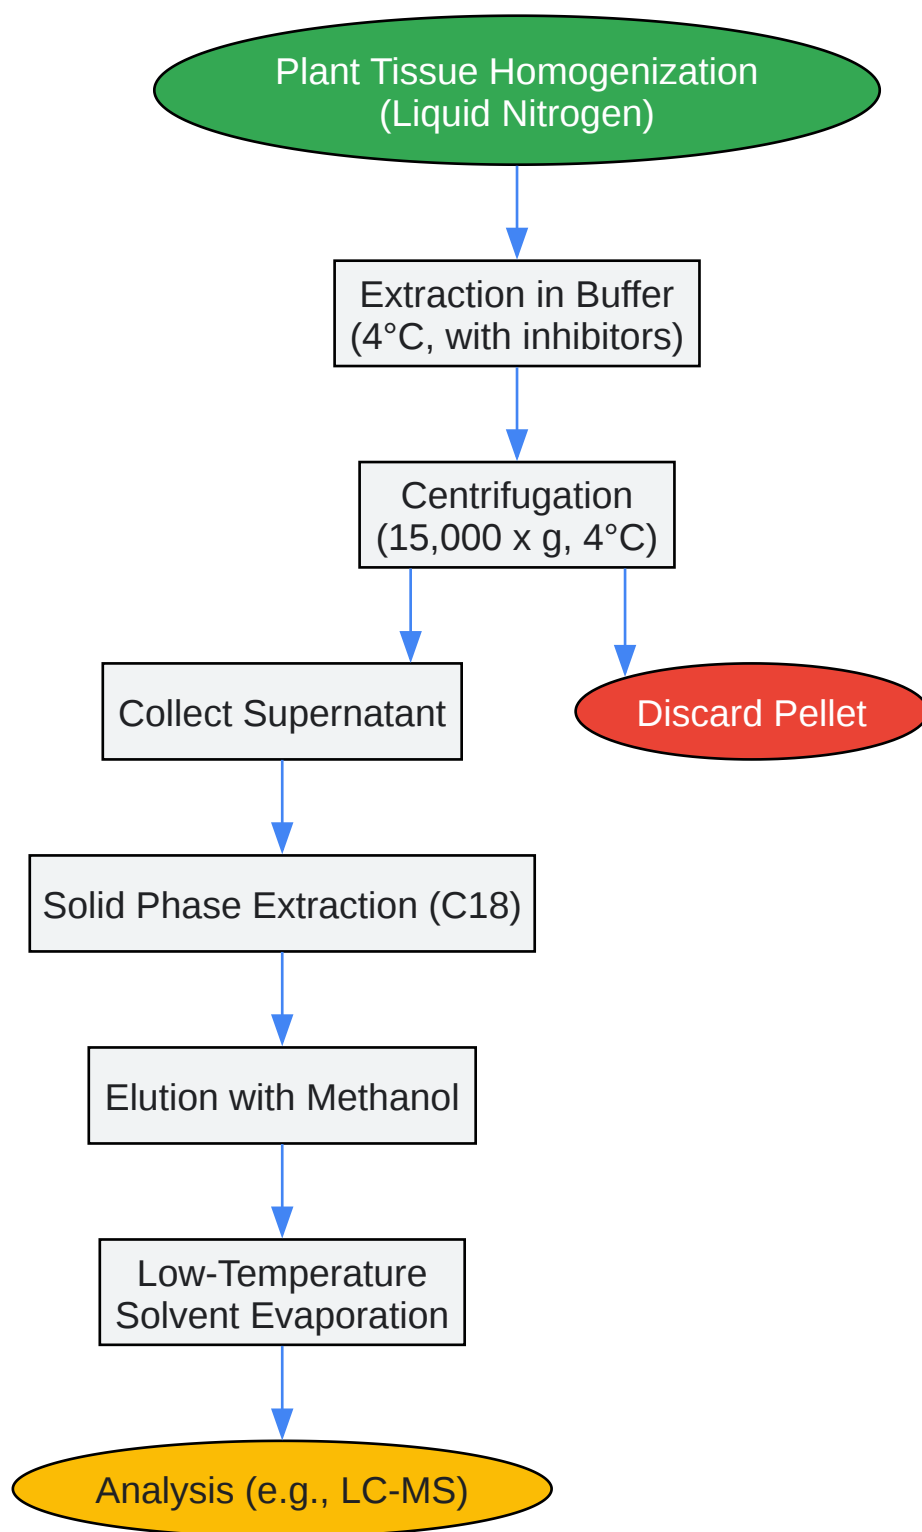 Plant Tissue Homogenization
(Liquid Nitrogen)
Extraction in Buffer
(4°C, with inhibitors)
Centrifugation
(15,000 x g, 4°C)
Collect Supernatant
Discard Pellet
Solid Phase Extraction (C18)
Elution with Methanol
Low-Temperature
Solvent Evaporation
Analysis (e.g., LC-MS)